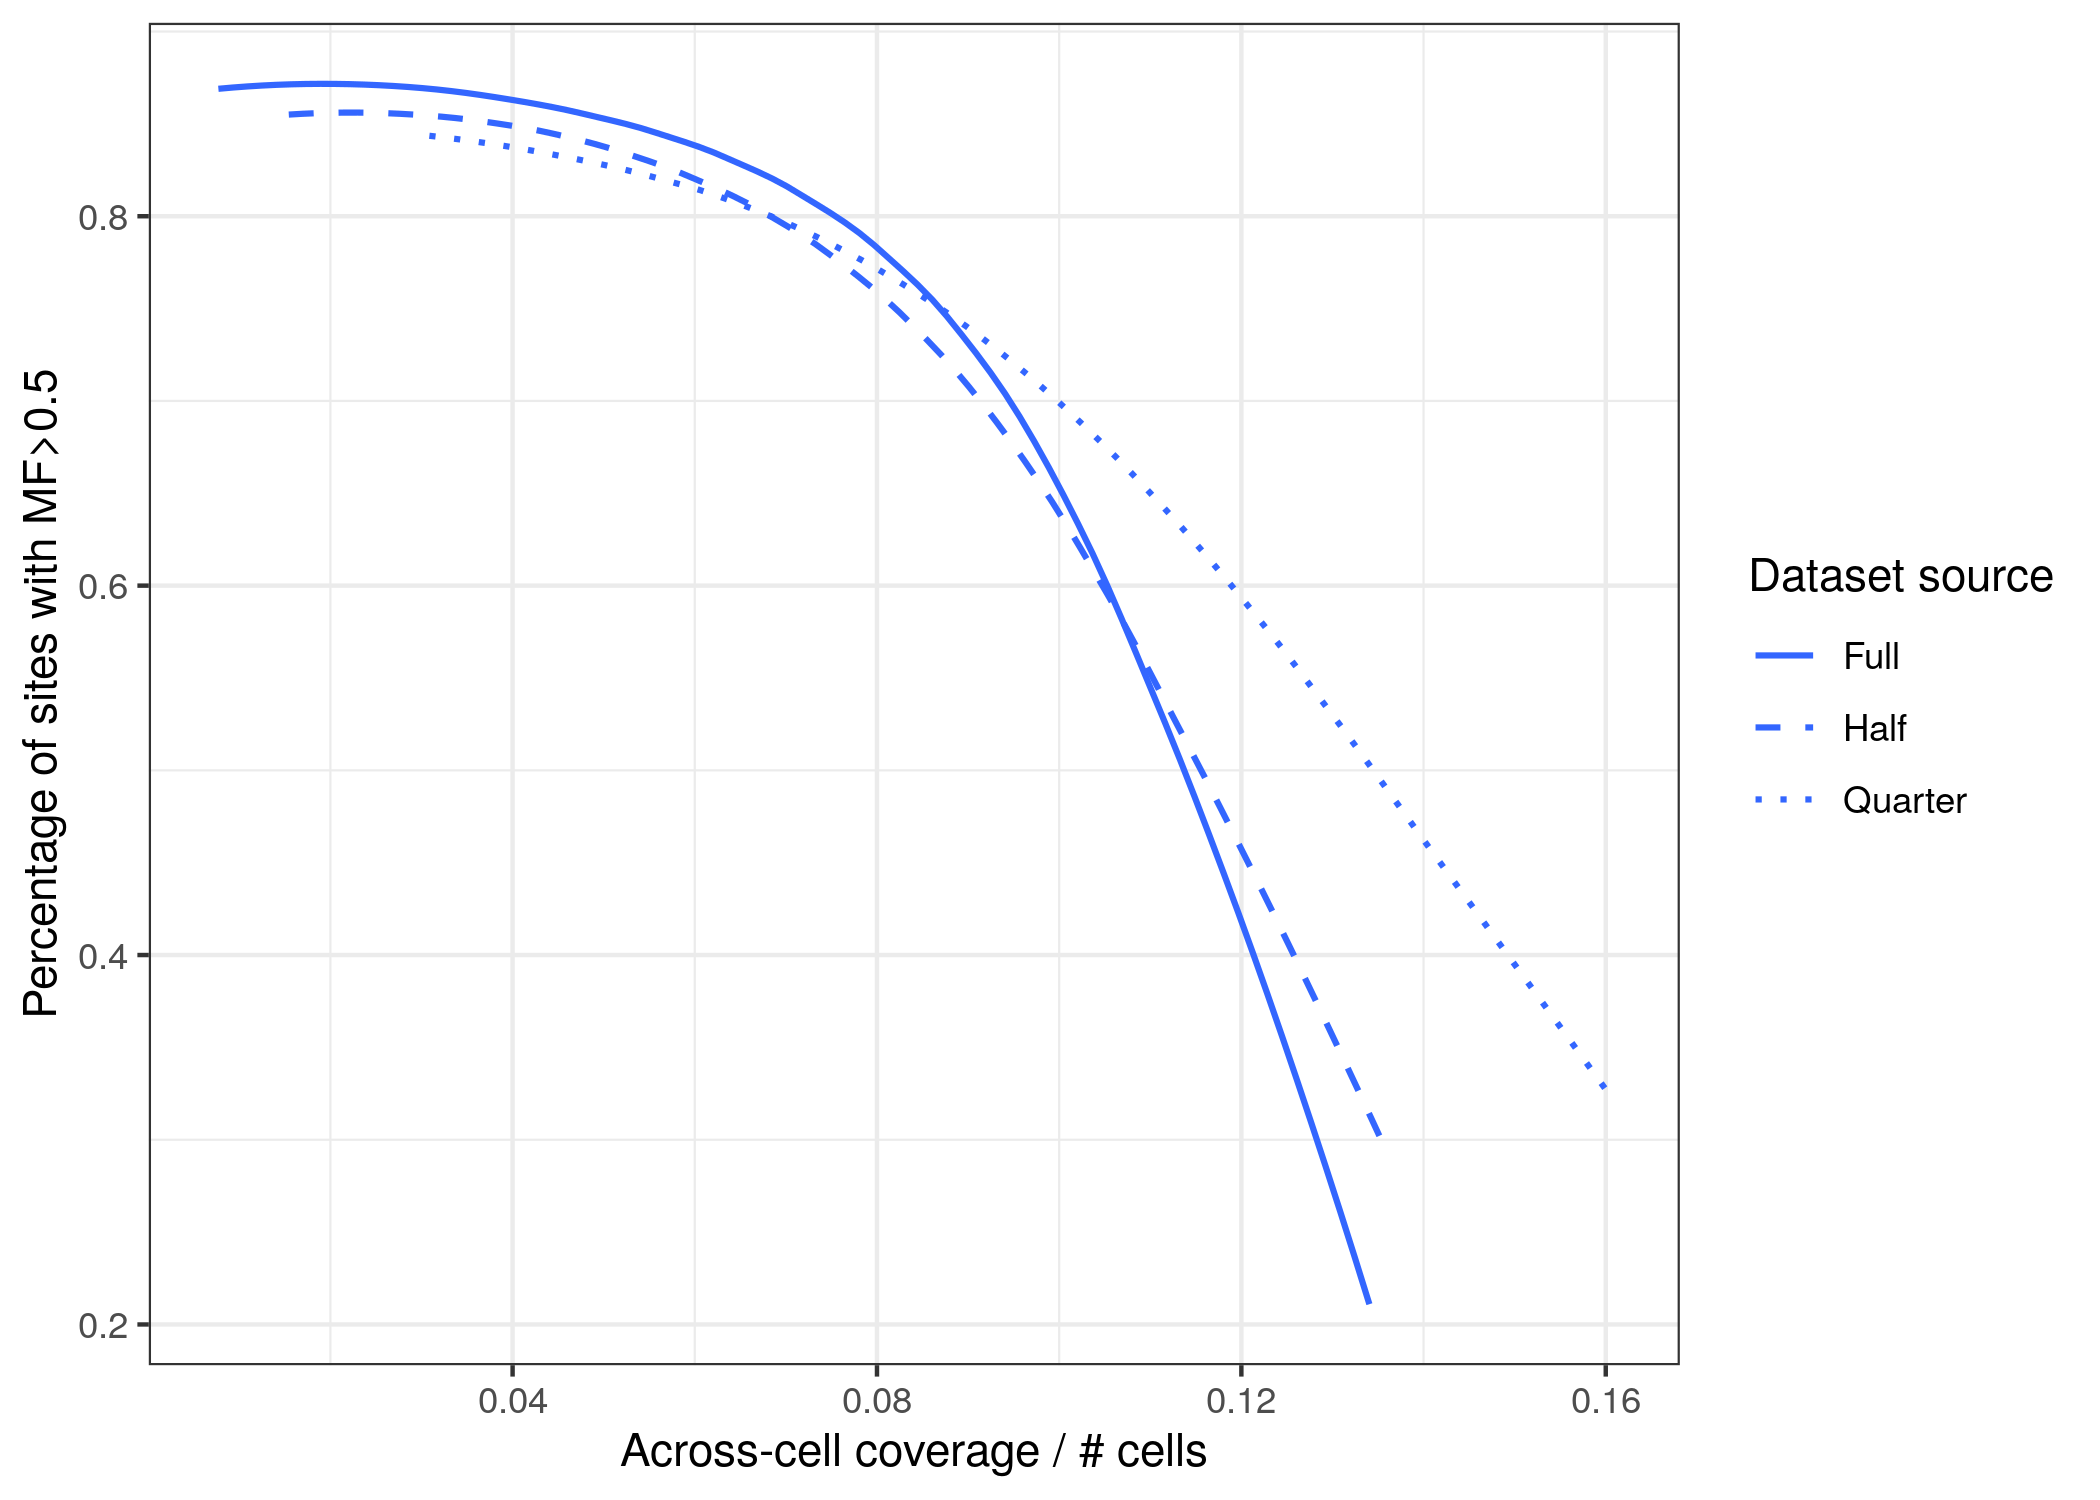 Percentage of sites with MF>0.5
0.8
0.6
0.4
0.2
0.04
0.08
0.12
0.16
Across-cell coverage / # cells
Dataset source
Full
Half
Quarter